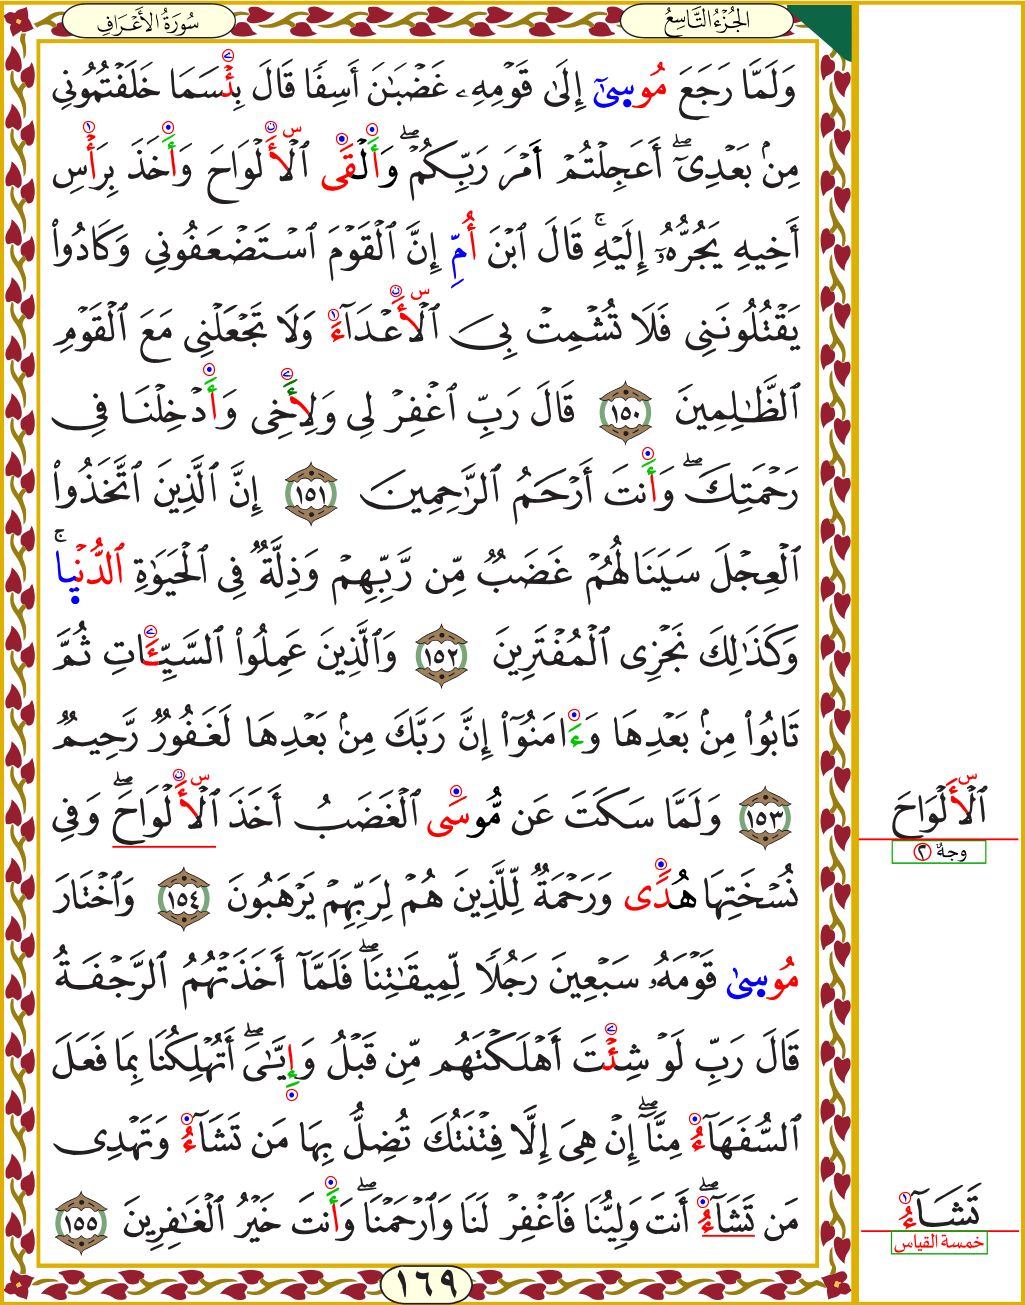 الجُزْءُ التَّاسِعُ
سُورَةُ الأَعْرَافِ
وَلَمَّا رَجَعَ مُوسَىٰٓ إِلَىٰ قَوْمِهِۦ غَضْبَـٰنَ أَسِفًا قَالَ بِئْسَمَا خَلَفْتُمُونِى
مِنۢ بَعْدِىٓۖ أَعَجِلْتُمْ أَمْرَ رَبِّكُمْۖ وَأَلْقَى ٱلْأَلْوَاحَ وَأَخَذَ بِرَأْسِ
أَخِيهِ يَجُرُّهُۥٓ إِلَيْهِۚ قَالَ ٱبْنَ أُمِّ إِنَّ ٱلْقَوْمَ ٱسْتَضْعَفُونِى وَكَادُوا۟
يَقْتُلُونَنِى فَلَا تُشْمِتْ بِىَ ٱلْأَعْدَآءَ وَلَا تَجْعَلْنِى مَعَ ٱلْقَوْمِ
ٱلظَّـٰلِمِينَ ١٥٠ قَالَ رَبِّ ٱغْفِرْ لِى وَلِأَخِى وَأَدْخِلْنَا فِى
رَحْمَتِكَۖ وَأَنتَ أَرْحَمُ ٱلرَّٰحِمِينَ ١٥١ إِنَّ ٱلَّذِينَ ٱتَّخَذُوا۟
ٱلْعِجْلَ سَيَنَالُهُمْ غَضَبٌ مِّن رَّبِّهِمْ وَذِلَّةٌ فِى ٱلْحَيَوٰةِ ٱلدُّنْيَاۚ
وَكَذَٰلِكَ نَجْزِى ٱلْمُفْتَرِينَ ١٥٢ وَٱلَّذِينَ عَمِلُوا۟ ٱلسَّيِّـَٔاتِ ثُمَّ
تَابُوا۟ مِنۢ بَعْدِهَا وَءَامَنُوٓا۟ إِنَّ رَبَّكَ مِنۢ بَعْدِهَا لَغَفُورٌ رَّحِيمٌ
١٥٣ وَلَمَّا سَكَتَ عَن مُّوسَى ٱلْغَضَبُ أَخَذَ ٱلْأَلْوَاحَۖ وَفِى
نُسْخَتِهَا هُدًى وَرَحْمَةٌ لِّلَّذِينَ هُمْ لِرَبِّهِمْ يَرْهَبُونَ ١٥٤ وَٱخْتَارَ
مُوسَىٰ قَوْمَهُۥ سَبْعِينَ رَجُلًا لِّمِيقَـٰتِنَاۖ فَلَمَّآ أَخَذَتْهُمُ ٱلرَّجْفَةُ
قَالَ رَبِّ لَوْ شِئْتَ أَهْلَكْتَهُم مِّن قَبْلُ وَإِيَّـٰىَۖ أَتُهْلِكُنَا بِمَا فَعَلَ
ٱلسُّفَهَآءُ مِنَّآۖ إِنْ هِىَ إِلَّا فِتْنَتُكَ تُضِلُّ بِهَا مَن تَشَآءُ وَتَهْدِى
مَن تَشَآءُۖ أَنتَ وَلِيُّنَا فَٱغْفِرْ لَنَا وَٱرْحَمْنَاۖ وَأَنتَ خَيْرُ ٱلْغَـٰفِرِينَ ١٥٥
ٱلْأَلْوَاحَ
وجهٌ ٢
تَشَآءُ
خمسة القياس
١٦٩